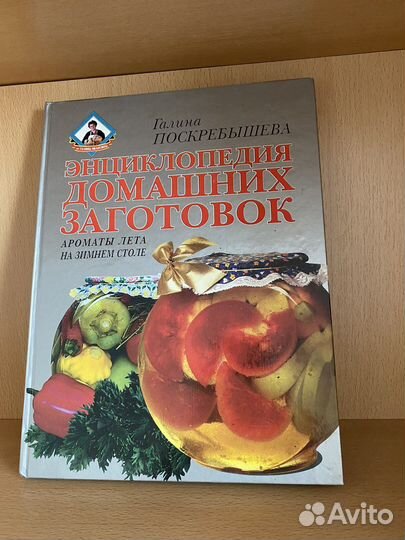 Галина
ПОСКРЕБЫШЕВА
ЭНЦИКЛОПЕДИЯ
ДОМАШНИХ
ЗАГОТОВОК
АРОМАТЫ ЛЕТА
НА ЗИМНЕМ СТОЛЕ
Avito